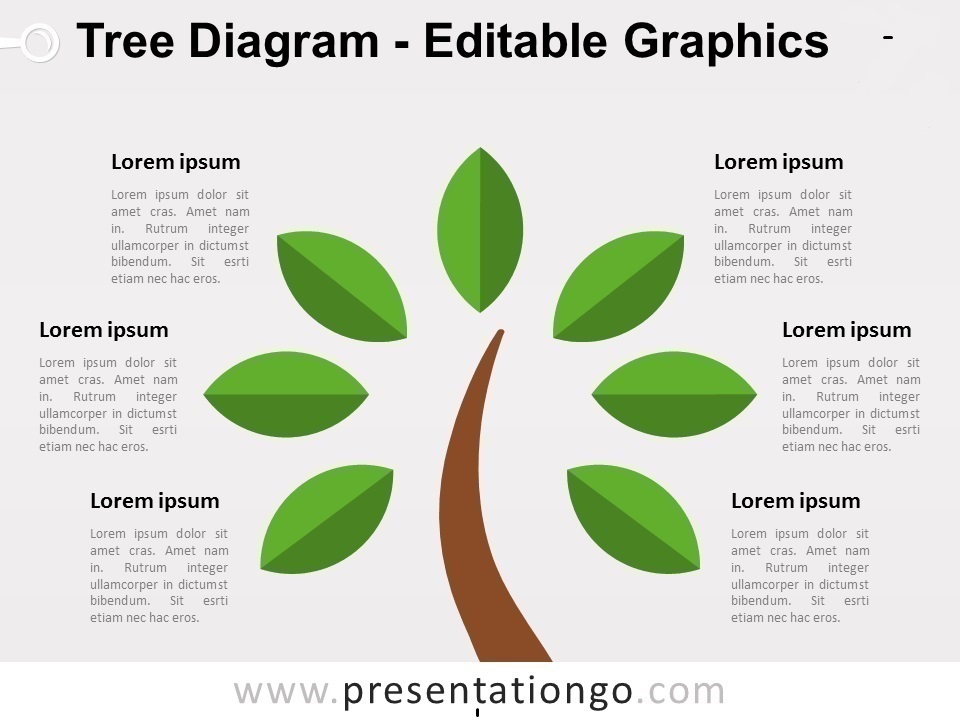 Tree Diagram - Editable Graphics
Lorem ipsum
Lorem ipsum dolor sit
amet cras. Amet nam
in. Rutrum integer
ullamcorper in dictumst
bibendum. Sit esrti
etiam nec hac eros.
Lorem ipsum
Lorem ipsum dolor sit
amet cras. Amet nam
in. Rutrum integer
ullamcorper in dictumst
bibendum. Sit esrti
etiam nec hac eros.
Lorem ipsum
Lorem ipsum dolor sit
amet cras. Amet nam
in. Rutrum integer
ullamcorper in dictumst
bibendum. Sit esrti
etiam nec hac eros.
Lorem ipsum
Lorem ipsum dolor sit
amet cras. Amet nam
in. Rutrum integer
ullamcorper in dictumst
bibendum. Sit esrti
etiam nec hac eros.
Lorem ipsum
Lorem ipsum dolor sit
amet cras. Amet nam
in. Rutrum integer
ullamcorper in dictumst
bibendum. Sit esrti
etiam nec hac eros.
Lorem ipsum
Lorem ipsum dolor sit
amet cras. Amet nam
in. Rutrum integer
ullamcorper in dictumst
bibendum. Sit esrti
etiam nec hac eros.
www.presentationgo.com